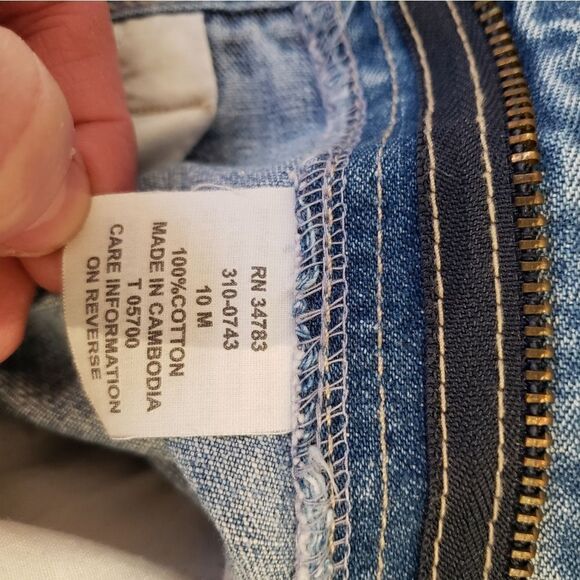 RN 34783
310-0743
10 M
100%COTTON
MADE IN CAMBODIA
T 05700
CARE INFORMATION
ON REVERSE